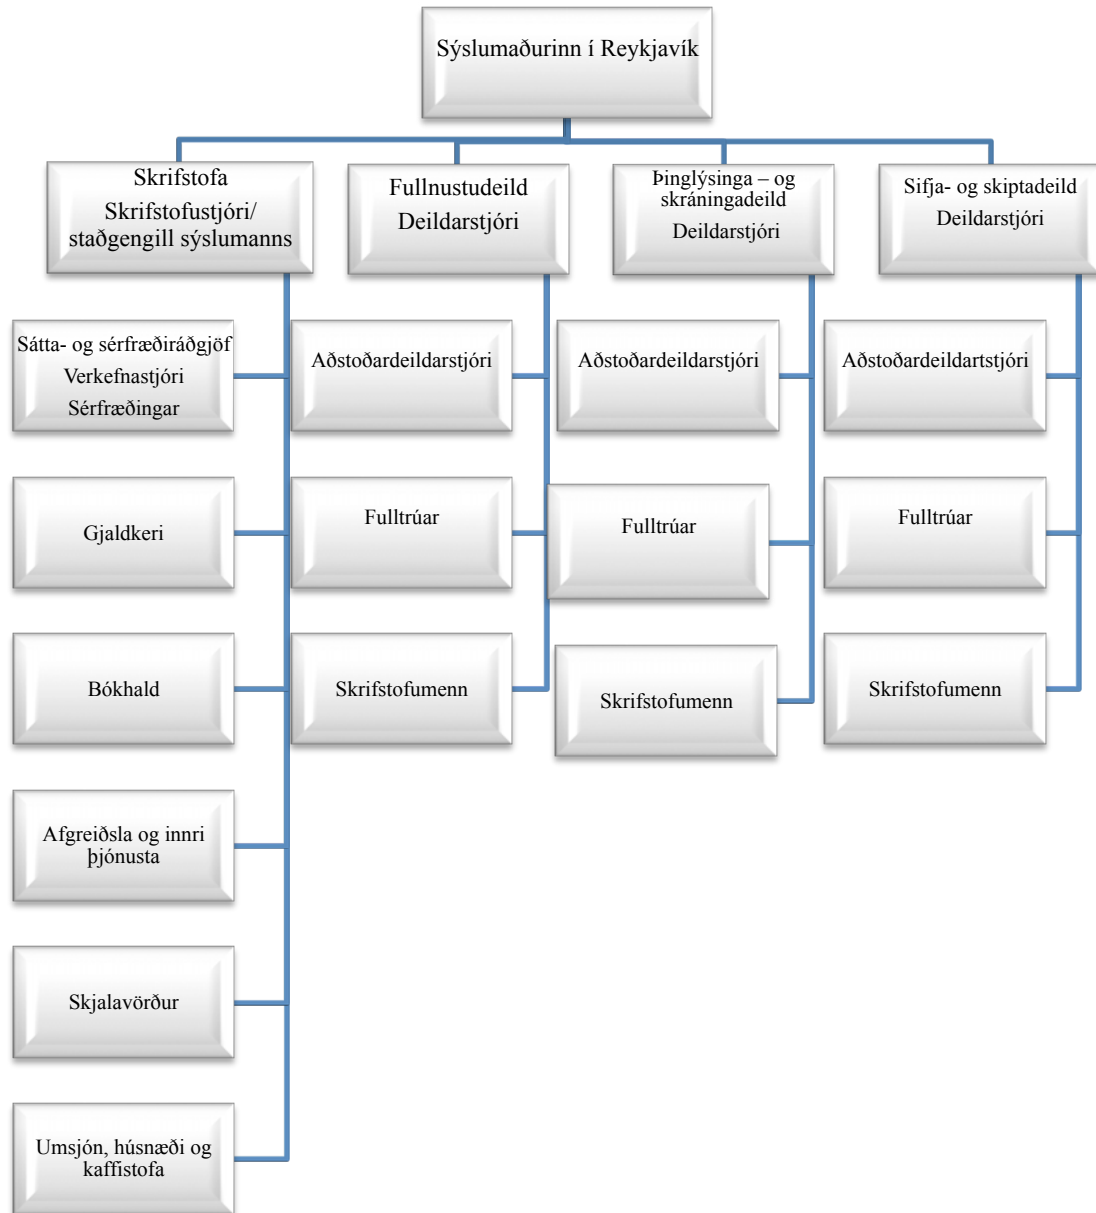 Sýslumaðurinn í Reykjavík
Skrifstofa
Skrifstofustjóri/
staðgengill sýslumanns
Fullnustudeild
Deildarstjóri
Þinglýsinga – og
skráningadeild
Deildarstjóri
Sifja- og skiptadeild
Deildarstjóri
Sátta- og sérfræðiráðgjöf
Verkefnastjóri
Sérfræðingar
Aðstoðardeildarstjóri
Aðstoðardeildarstjóri
Aðstoðardeildartstjóri
Gjaldkeri
Fulltrúar
Fulltrúar
Fulltrúar
Bókhald
Skrifstofumenn
Skrifstofumenn
Skrifstofumenn
Afgreiðsla og innri
þjónusta
Skjalavörður
Umsjón, húsnæði og
kaffistofa